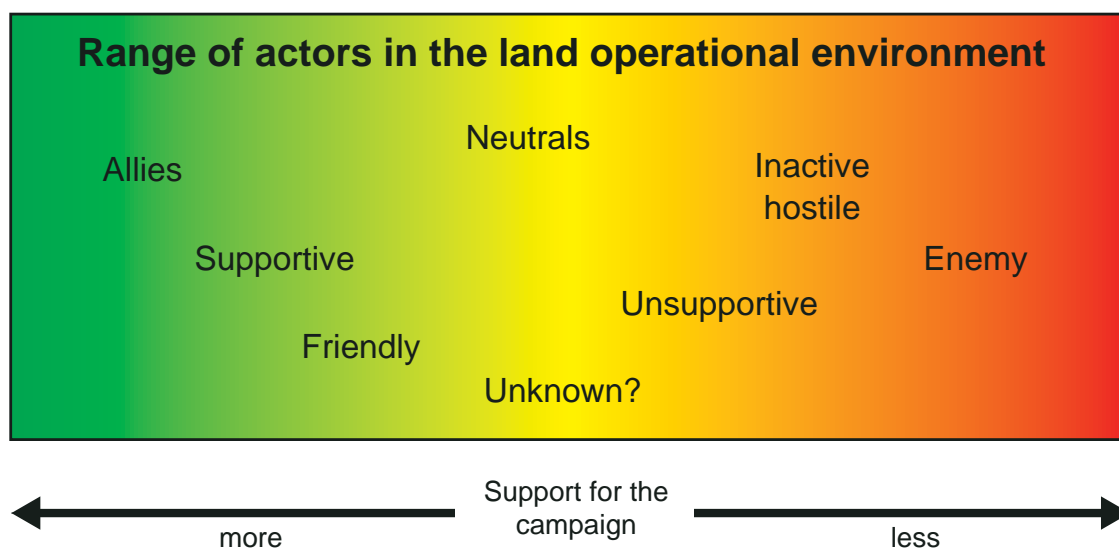 Range of actors in the land operational environment
Neutrals
Allies
Inactive
hostile
Supportive
Enemy
Unsupportive
Friendly
Unknown?
Support for the
campaign
more
less